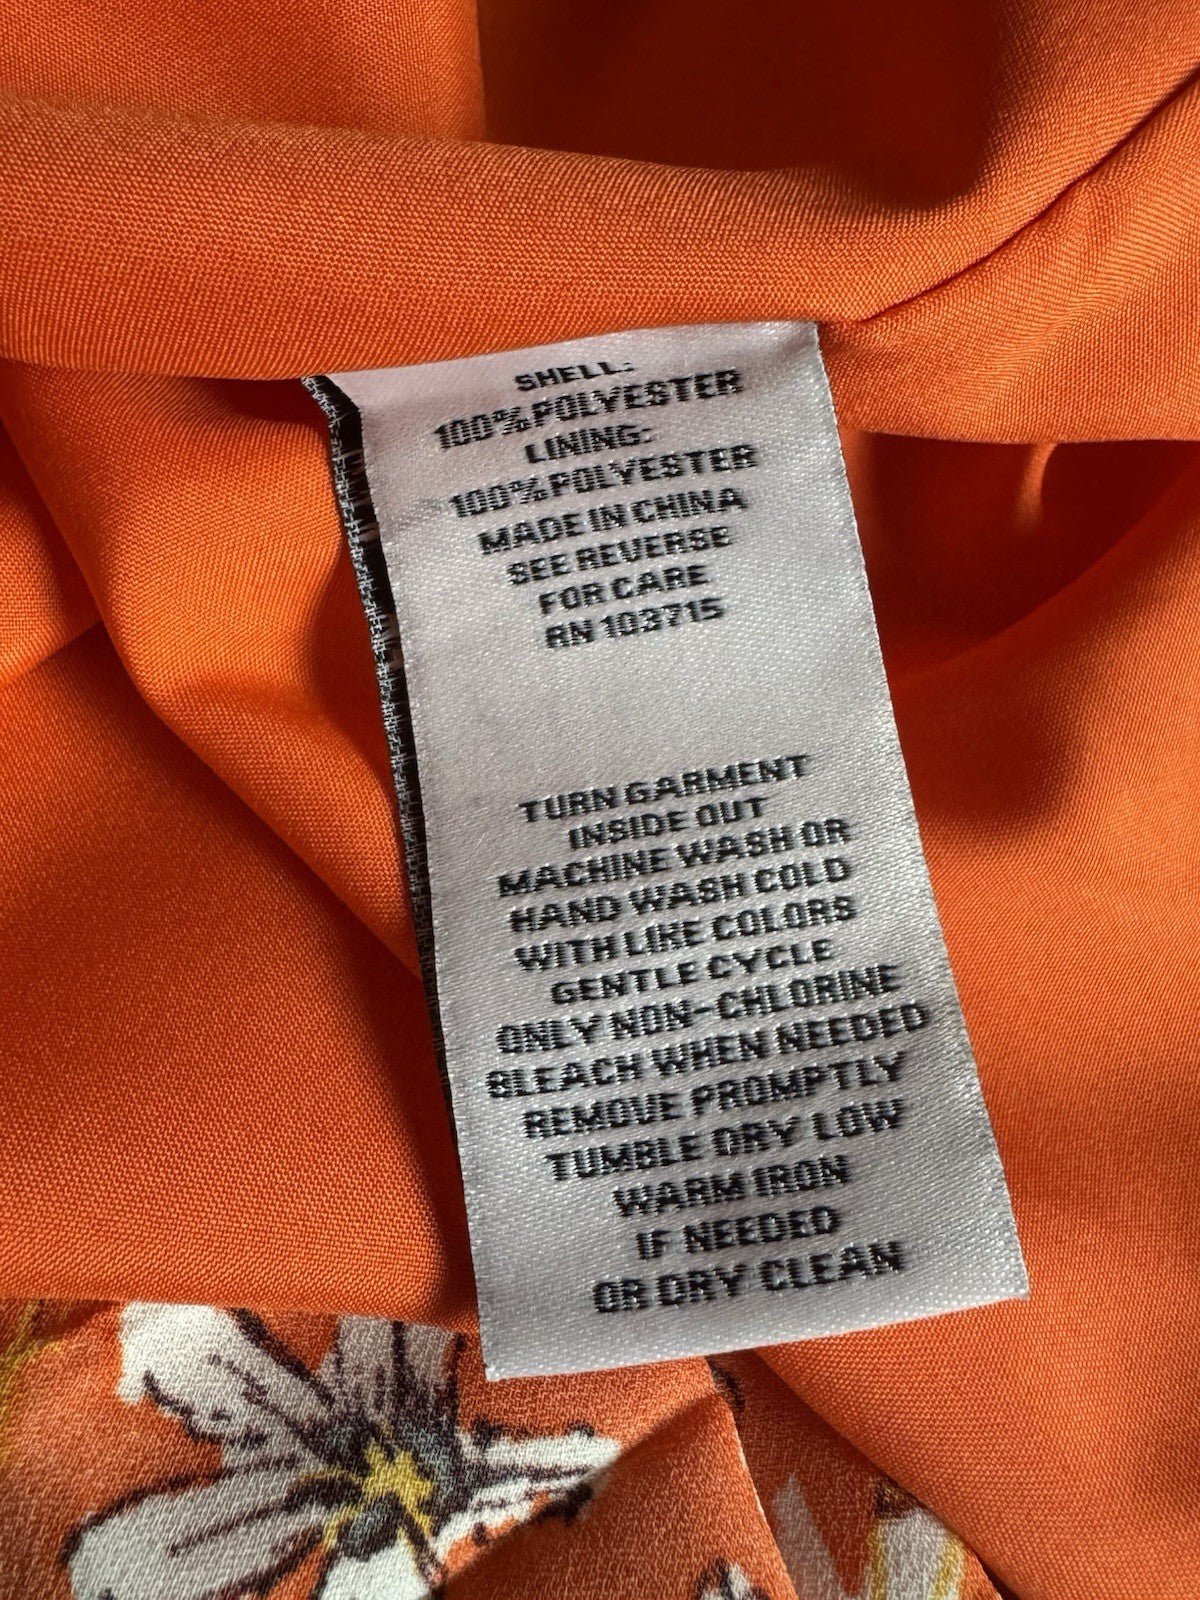 SHELL:
100% POLYESTER
LINING:
100% POLYESTER
MADE IN CHINA
SEE REVERSE
FOR CARE
RN 103715
TURN GARMENT
INSIDE OUT
MACHINE WASH OR
HAND WASH COLD
WITH LIKE COLORS
GENTLE CYCLE
ONLY NON-CHLORINE
BLEACH WHEN NEEDED
REMOVE PROMPTLY
TUMBLE DRY LOW
WARM IRON
IF NEEDED
OR DRY CLEAN